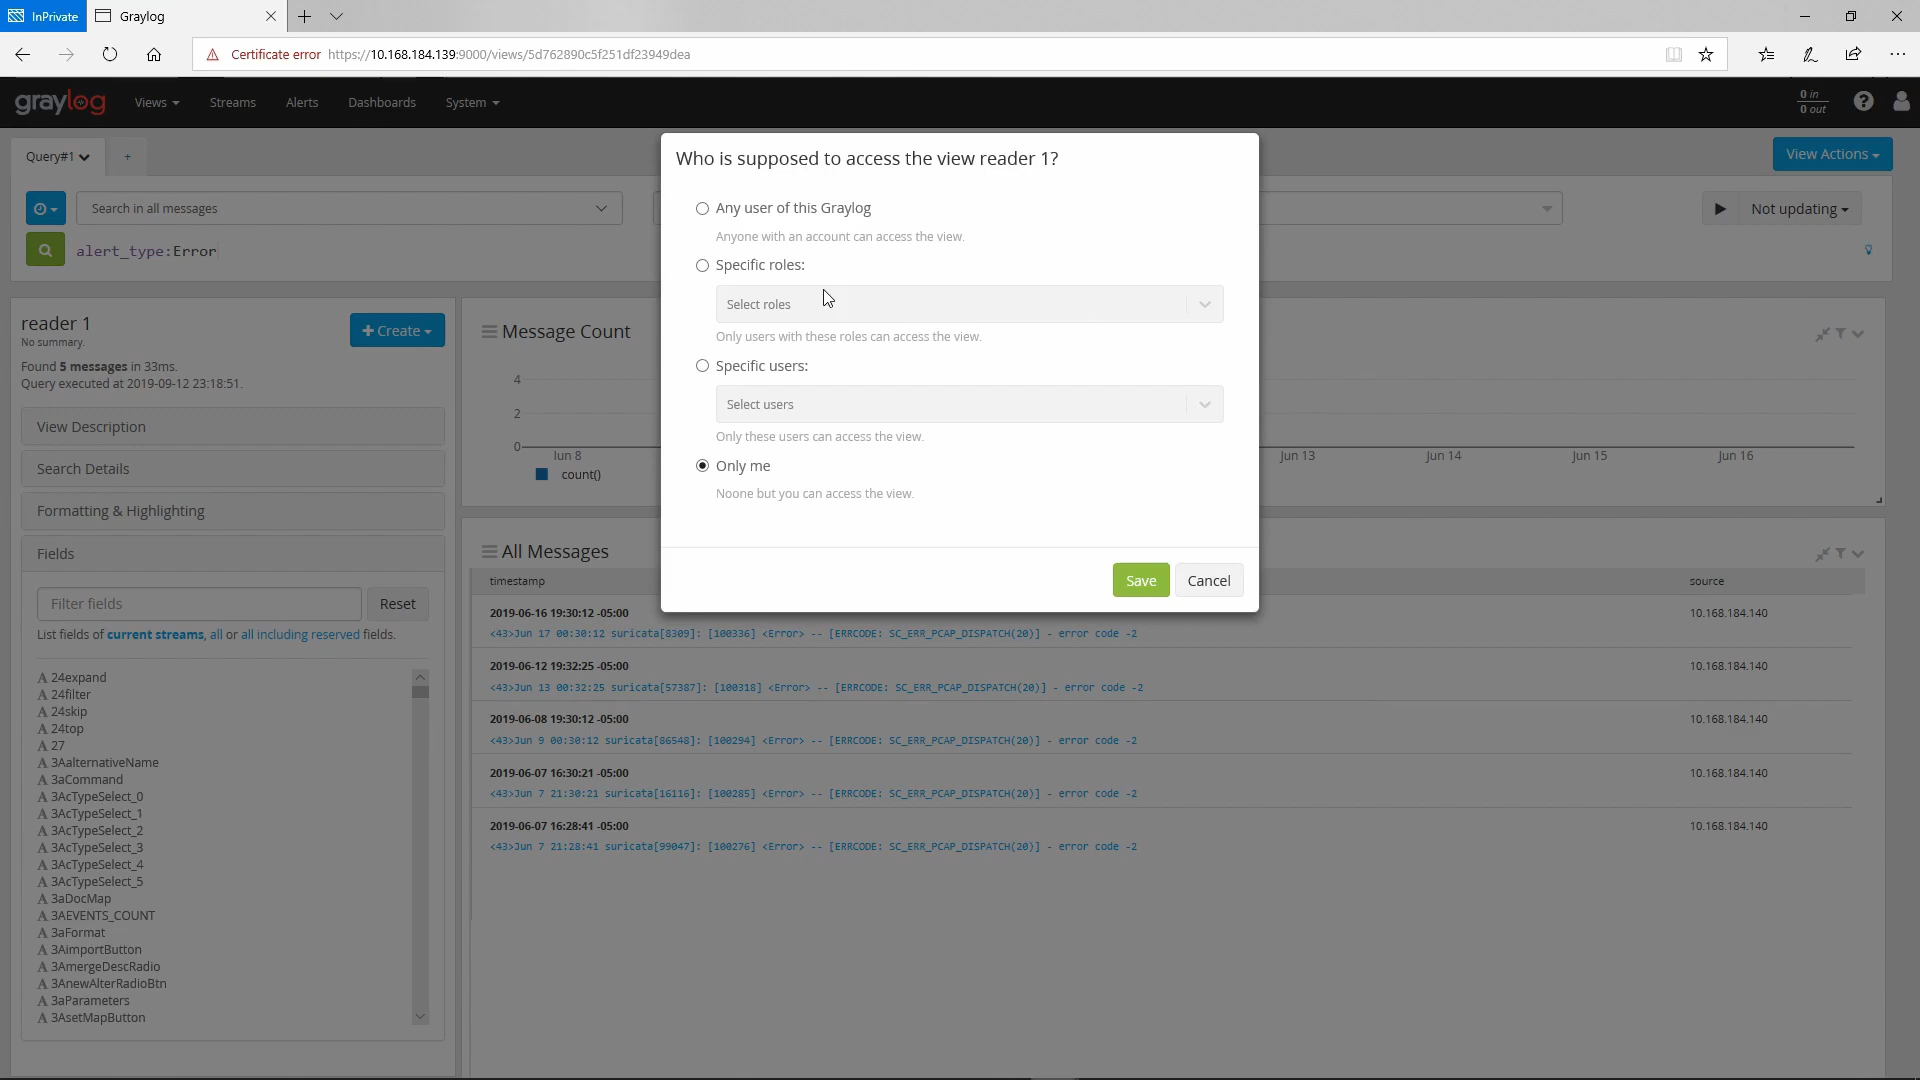 InPrivate
Graylog
Certificate error https://10.168.184.139:9000/views/5d762890c5f251df23949dea
graylog
Views
Streams
Alerts
Dashboards
System
0 in
0 out
Query#1
+
View Actions
Search in all messages
Not updating
alert_type:Error
Who is supposed to access the view reader 1?
Any user of this Graylog
Anyone with an account can access the view.
Specific roles:
Select roles
Only users with these roles can access the view.
Specific users:
Select users
Only these users can access the view.
Only me
Noone but you can access the view.
Save
Cancel
reader 1
No summary.
+ Create
Found 5 messages in 33ms.
Query executed at 2019-09-12 23:18:51.
View Description
Search Details
Formatting & Highlighting
Fields
Filter fields
Reset
List fields of current streams, all or all including reserved fields.
A 24expand
A 24filter
A 24skip
A 24top
A 27
A 3AalternativeName
A 3aCommand
A 3AcTypeSelect_0
A 3AcTypeSelect_1
A 3AcTypeSelect_2
A 3AcTypeSelect_3
A 3AcTypeSelect_4
A 3AcTypeSelect_5
A 3aDocMap
A 3AEVENTS_COUNT
A 3aFormat
A 3AimportButton
A 3AmergeDescRadio
A 3AnewAlterRadioBtn
A 3aParameters
A 3AsetMapButton
Message Count
4
2
0
Jun 8
Jun 13
Jun 14
Jun 15
Jun 16
count()
All Messages
timestamp
source
2019-06-16 19:30:12 -05:00
10.168.184.140
<43>Jun 17 00:30:12 suricata[8309]: [100336] <Error> -- [ERRCODE: SC_ERR_PCAP_DISPATCH(20)] - error code -2
2019-06-12 19:32:25 -05:00
10.168.184.140
<43>Jun 13 00:32:25 suricata[57387]: [100318] <Error> -- [ERRCODE: SC_ERR_PCAP_DISPATCH(20)] - error code -2
2019-06-08 19:30:12 -05:00
10.168.184.140
<43>Jun 9 00:30:12 suricata[86548]: [100294] <Error> -- [ERRCODE: SC_ERR_PCAP_DISPATCH(20)] - error code -2
2019-06-07 16:30:21 -05:00
10.168.184.140
<43>Jun 7 21:30:21 suricata[16116]: [100285] <Error> -- [ERRCODE: SC_ERR_PCAP_DISPATCH(20)] - error code -2
2019-06-07 16:28:41 -05:00
10.168.184.140
<43>Jun 7 21:28:41 suricata[99047]: [100276] <Error> -- [ERRCODE: SC_ERR_PCAP_DISPATCH(20)] - error code -2